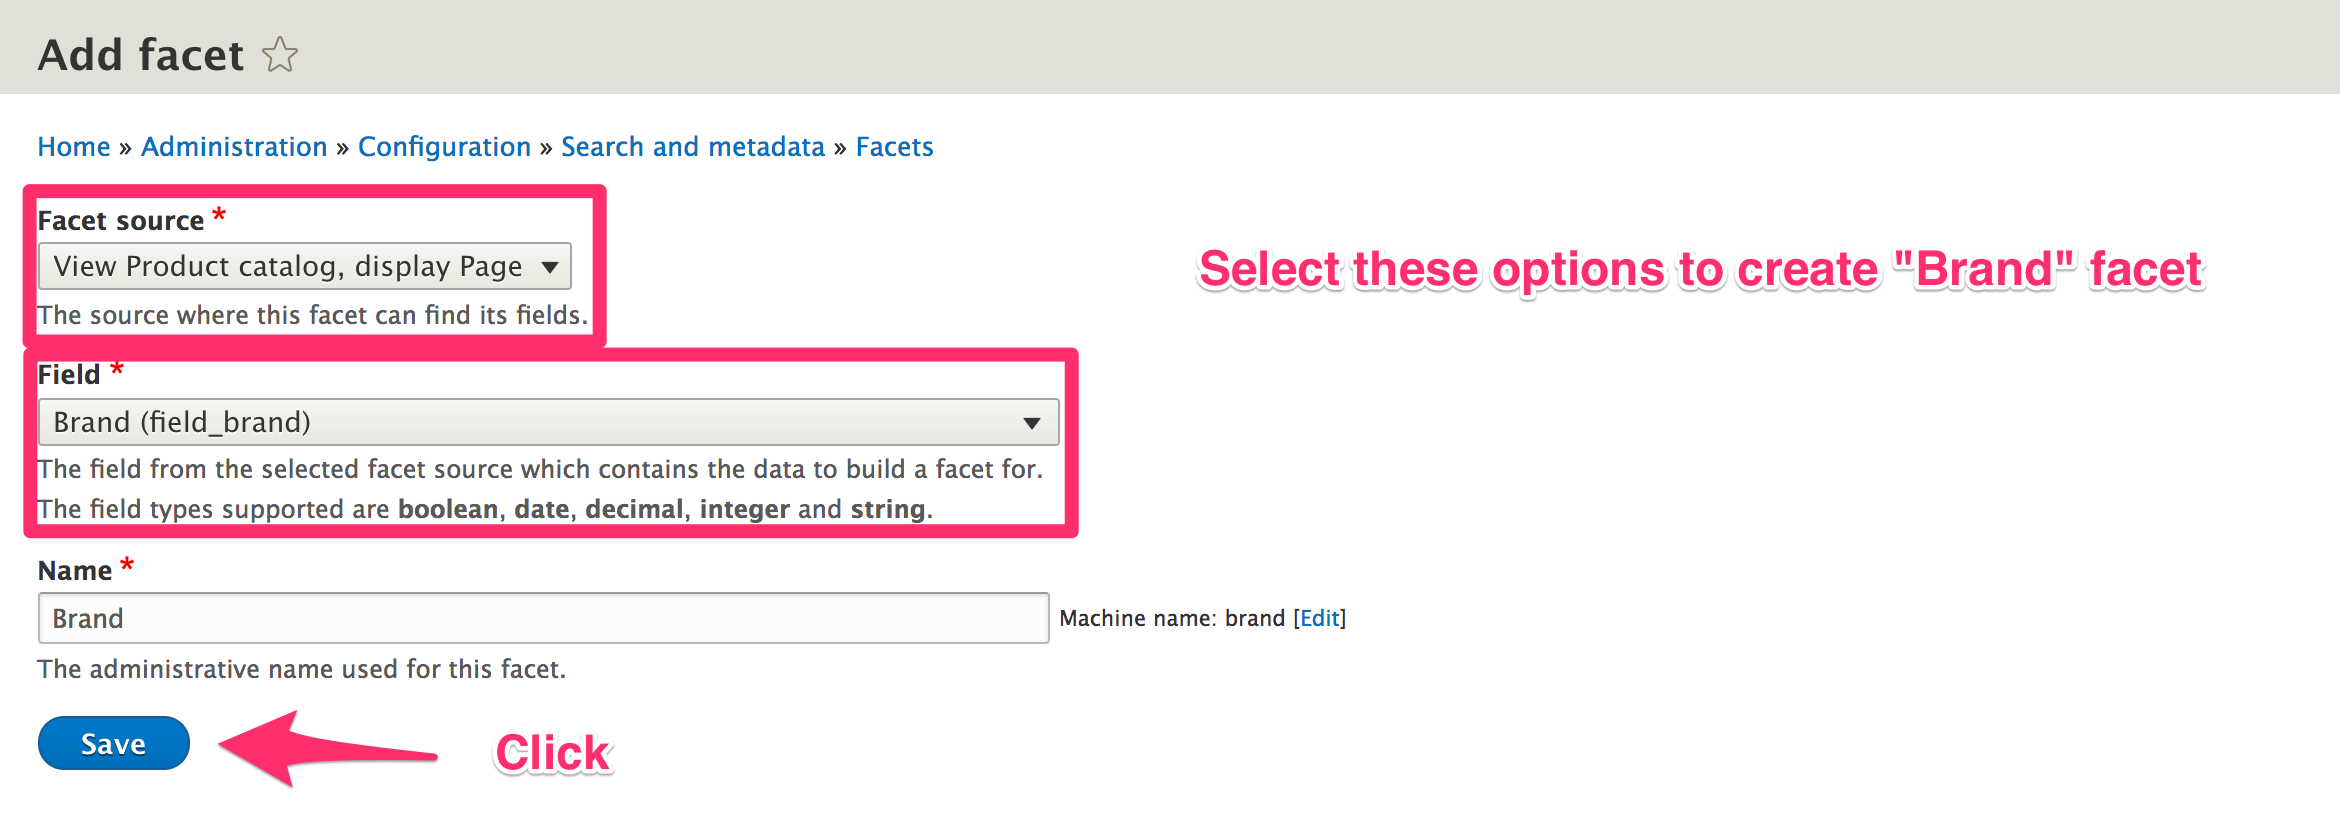 Add facet
Home » Administration » Configuration » Search and metadata » Facets
Facet source *
View Product catalog, display Page
The source where this facet can find its fields.
Select these options to create "Brand" facet
Field *
Brand (field_brand)
The field from the selected facet source which contains the data to build a facet for.
The field types supported are boolean, date, decimal, integer and string.
Name *
Brand
Machine name: brand [Edit]
The administrative name used for this facet.
Save
Click